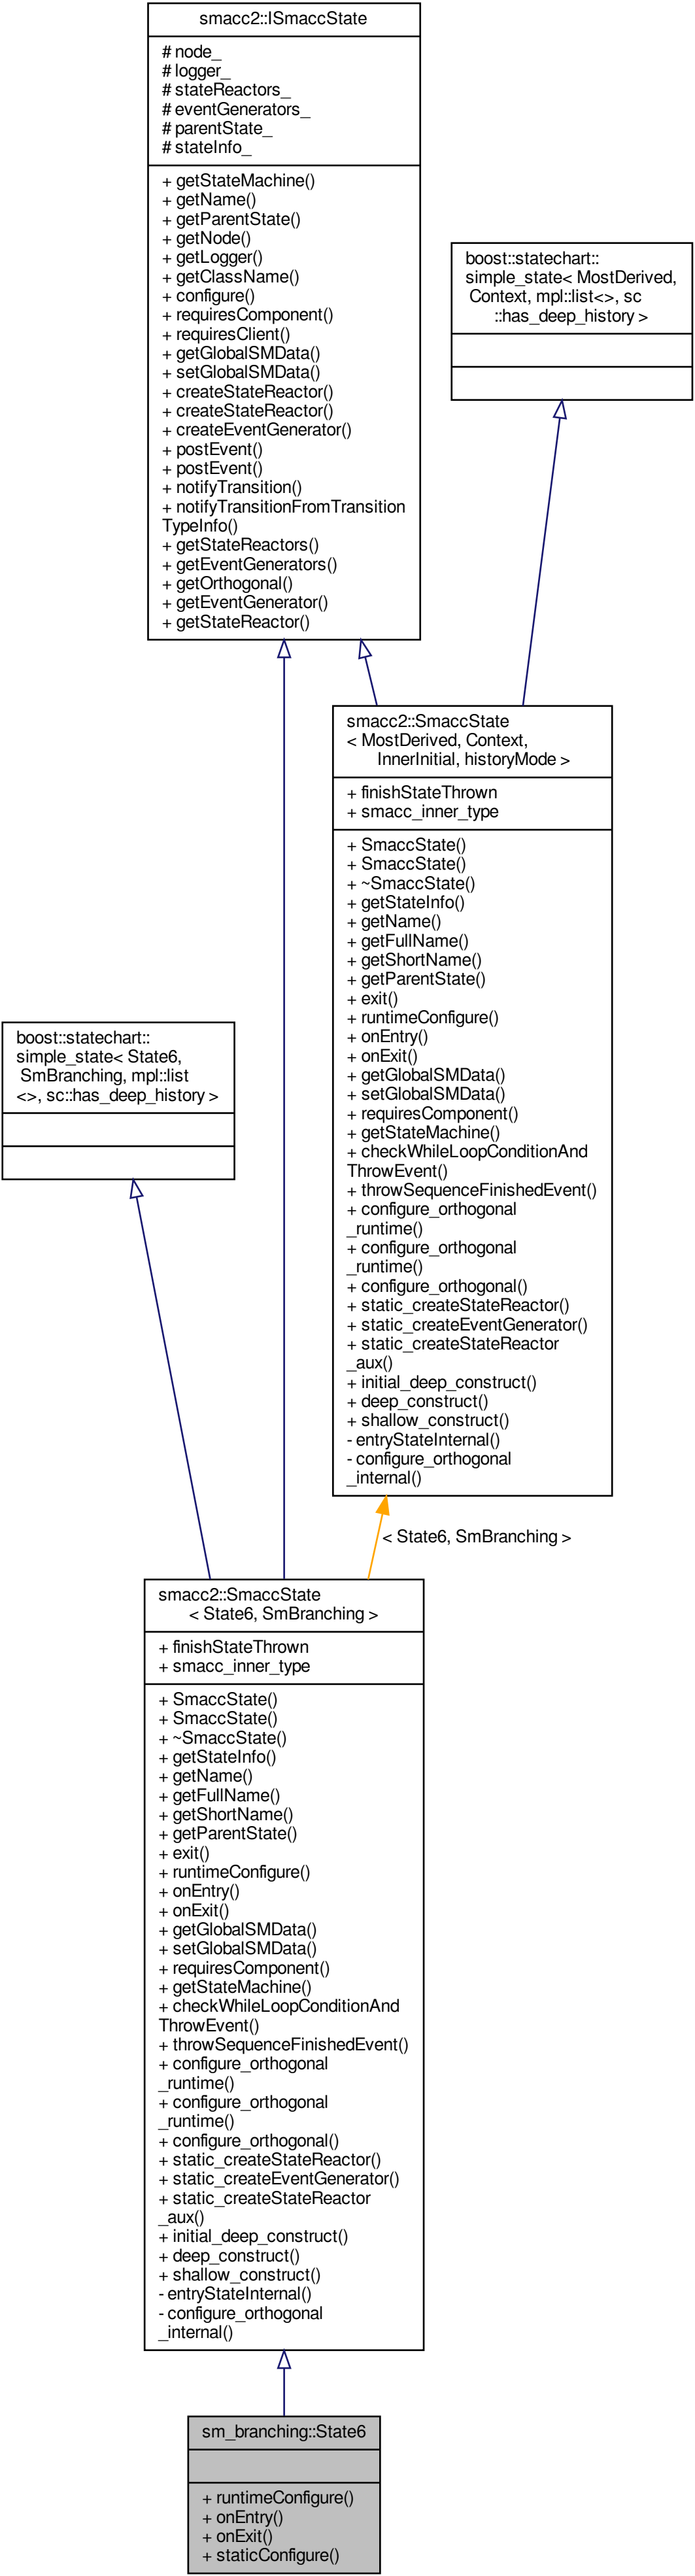 smacc2::ISmaccState
# node_
# logger_
# stateReactors_
# eventGenerators_
# parentState_
# stateInfo_
+ getStateMachine()
+ getName()
+ getParentState()
+ getNode()
+ getLogger()
+ getClassName()
+ configure()
+ requiresComponent()
+ requiresClient()
+ getGlobalSMData()
+ setGlobalSMData()
+ createStateReactor()
+ createStateReactor()
+ createEventGenerator()
+ postEvent()
+ postEvent()
+ notifyTransition()
+ notifyTransitionFromTransition
TypeInfo()
+ getStateReactors()
+ getEventGenerators()
+ getOrthogonal()
+ getEventGenerator()
+ getStateReactor()
boost::statechart::
simple_state< MostDerived,
Context, mpl::list<>, sc
::has_deep_history >
smacc2::SmaccState
< MostDerived, Context,
InnerInitial, historyMode >
+ finishStateThrown
+ smacc_inner_type
+ SmaccState()
+ SmaccState()
+ ~SmaccState()
+ getStateInfo()
+ getName()
+ getFullName()
+ getShortName()
+ getParentState()
+ exit()
+ runtimeConfigure()
+ onEntry()
+ onExit()
+ getGlobalSMData()
+ setGlobalSMData()
+ requiresComponent()
+ getStateMachine()
+ checkWhileLoopConditionAnd
ThrowEvent()
+ throwSequenceFinishedEvent()
+ configure_orthogonal
_runtime()
+ configure_orthogonal
_runtime()
+ configure_orthogonal()
+ static_createStateReactor()
+ static_createEventGenerator()
+ static_createStateReactor
_aux()
+ initial_deep_construct()
+ deep_construct()
+ shallow_construct()
- entryStateInternal()
- configure_orthogonal
_internal()
boost::statechart::
simple_state< State6,
SmBranching, mpl::list
<>, sc::has_deep_history >
< State6, SmBranching >
smacc2::SmaccState
< State6, SmBranching >
+ finishStateThrown
+ smacc_inner_type
+ SmaccState()
+ SmaccState()
+ ~SmaccState()
+ getStateInfo()
+ getName()
+ getFullName()
+ getShortName()
+ getParentState()
+ exit()
+ runtimeConfigure()
+ onEntry()
+ onExit()
+ getGlobalSMData()
+ setGlobalSMData()
+ requiresComponent()
+ getStateMachine()
+ checkWhileLoopConditionAnd
ThrowEvent()
+ throwSequenceFinishedEvent()
+ configure_orthogonal
_runtime()
+ configure_orthogonal
_runtime()
+ configure_orthogonal()
+ static_createStateReactor()
+ static_createEventGenerator()
+ static_createStateReactor
_aux()
+ initial_deep_construct()
+ deep_construct()
+ shallow_construct()
- entryStateInternal()
- configure_orthogonal
_internal()
sm_branching::State6
+ runtimeConfigure()
+ onEntry()
+ onExit()
+ staticConfigure()